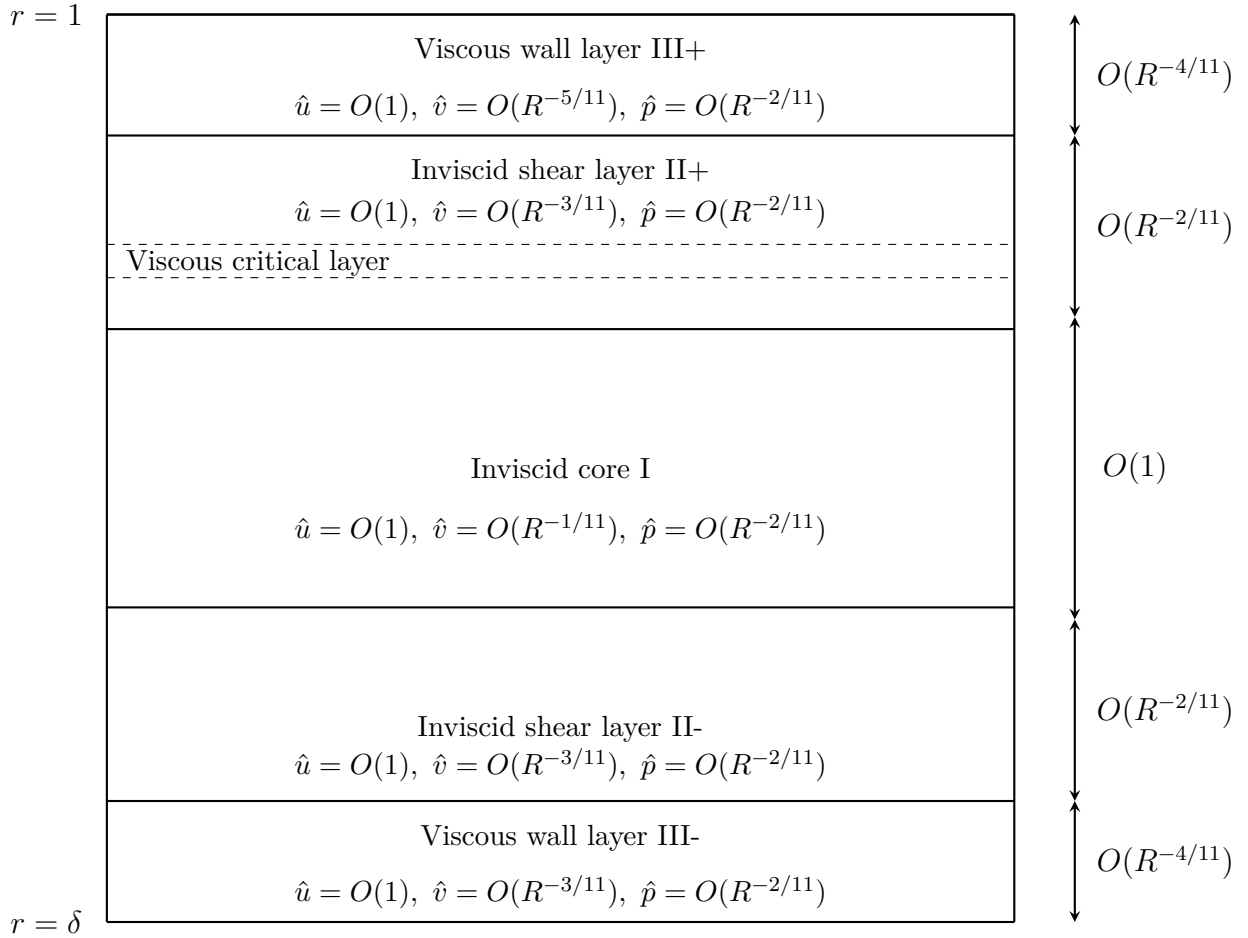 r = 1
Viscous wall layer III+
û = O(1), v̂ = O(R^{-5/11}), p̂ = O(R^{-2/11})
O(R^{-4/11})
Inviscid shear layer II+
û = O(1), v̂ = O(R^{-3/11}), p̂ = O(R^{-2/11})
O(R^{-2/11})
Viscous critical layer
Inviscid core I
O(1)
û = O(1), v̂ = O(R^{-1/11}), p̂ = O(R^{-2/11})
Inviscid shear layer II-
û = O(1), v̂ = O(R^{-3/11}), p̂ = O(R^{-2/11})
O(R^{-2/11})
Viscous wall layer III-
û = O(1), v̂ = O(R^{-3/11}), p̂ = O(R^{-2/11})
O(R^{-4/11})
r = δ